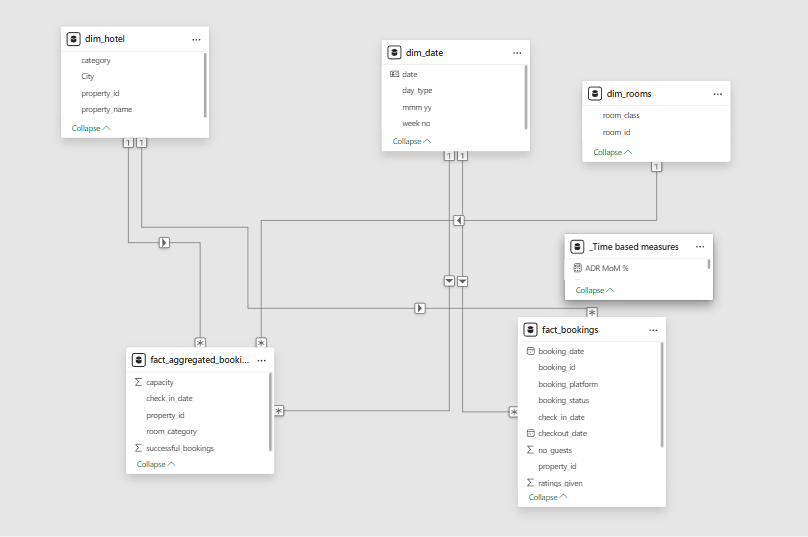 dim_hotel
category
City
property_id
property_name
Collapse
dim_date
date
day_type
mmm yy
week no
Collapse
dim_rooms
room_class
room_id
Collapse
1
1
1
1
1
_Time based measures
ADR MoM %
Collapse
*
*
*
*
*
fact_aggregated_booki...
capacity
check_in_date
property_id
room_category
successful_bookings
Collapse
fact_bookings
booking_date
booking_id
booking_platform
booking_status
check_in_date
checkout_date
no_guests
property_id
ratings_given
Collapse